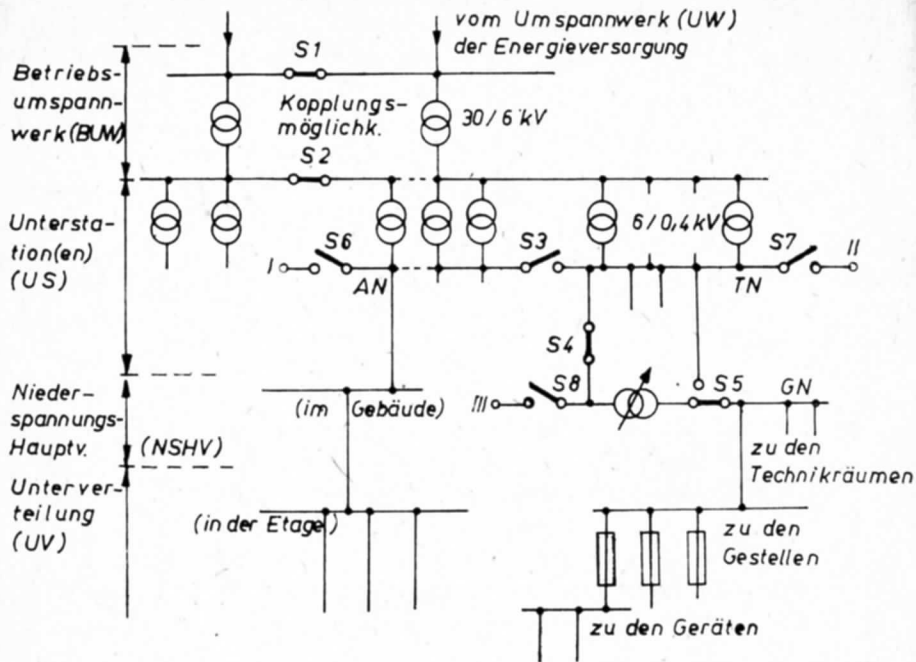 vom Umspannwerk (UW)
der Energieversorgung
S1
Betriebs-
umspann-
werk (BUW)
Kopplungs-
möglichk.
30/6 kV
S2
Unterstа-
tion(en)
(US)
6/0,4 kV
S6
S3
S7
I
II
AN
TN
S4
S8
S5
GN
III
Nieder-
spannungs-
Hauptv.
(NSHV)
(im Gebäude)
zu den
Technikräumen
Unterver-
teilung
(UV)
(in der Etage)
zu den
Gestellen
zu den Geräten